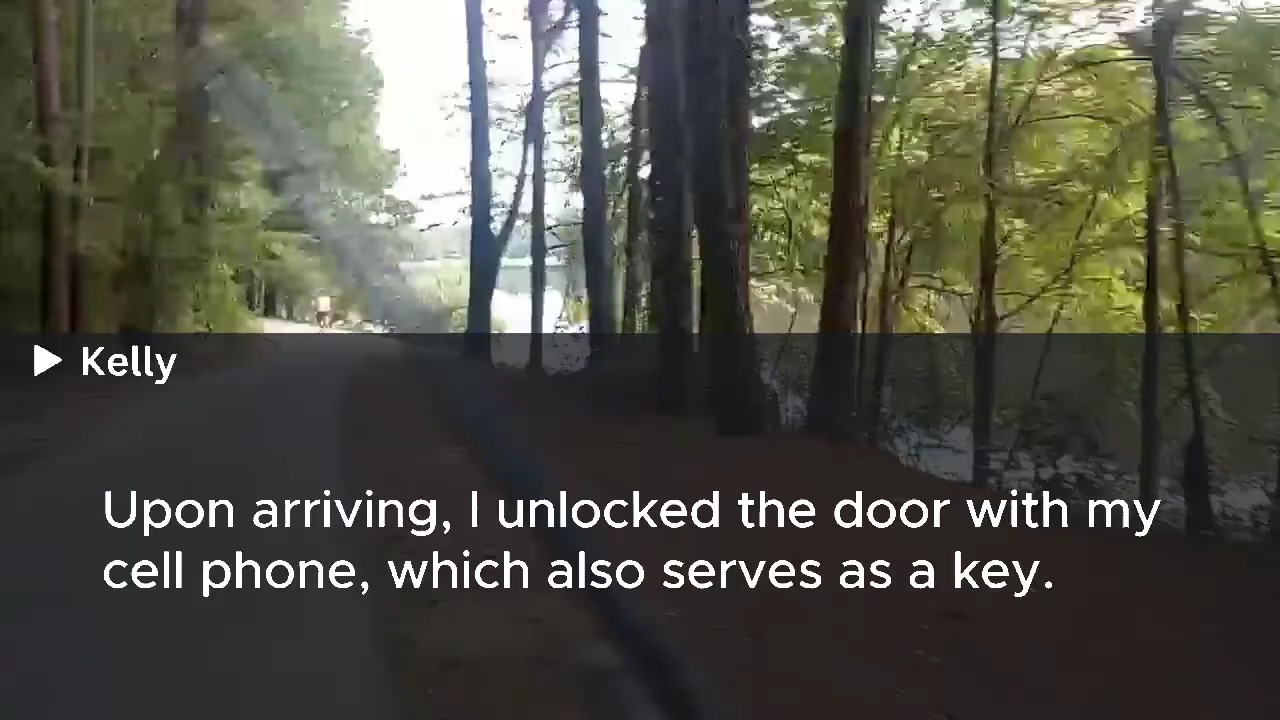 Kelly
Upon arriving, I unlocked the door with my
cell phone, which also serves as a key.